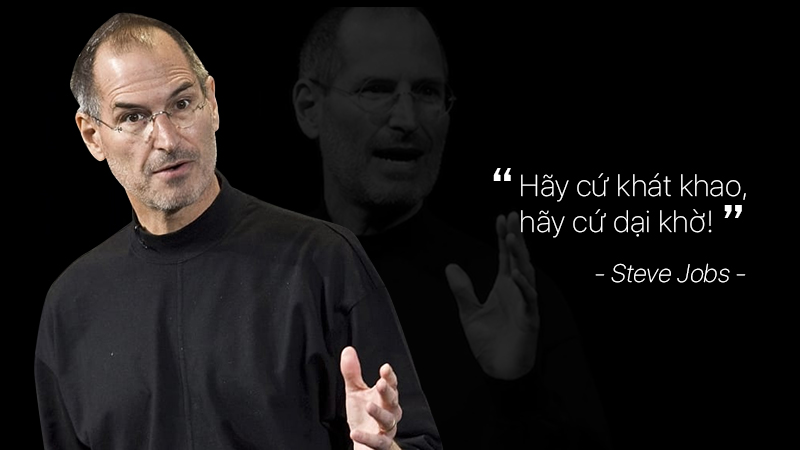 “ Hãy cứ khát khao,
hãy cứ dại khờ! ”
- Steve Jobs -